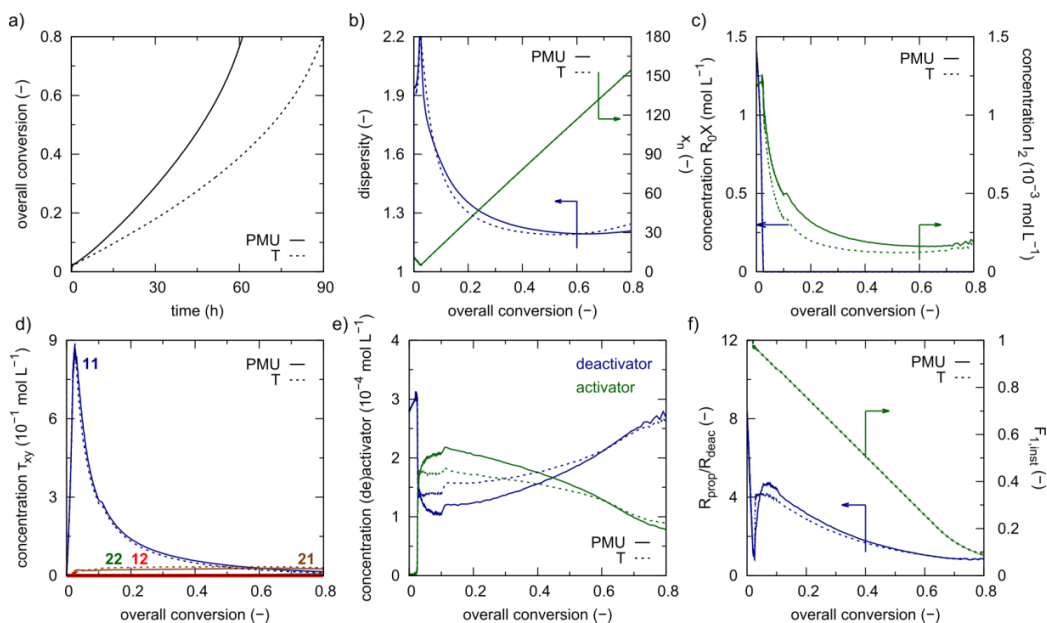 a)
0.8
0.6
0.4
0.2
0
0 30 60 90
overall conversion (−)
time (h)
PMU
T
b)
2.2
1.9
1.6
1.3
1
180
150
120
90
60
30
0
0 0.2 0.4 0.6 0.8
dispersity (−)
xn (−)
overall conversion (−)
PMU
T
c)
1.5
1
0.5
0
1.5
1
0.5
0
0 0.2 0.4 0.6 0.8
concentration R₀X (mol L⁻¹)
concentration I₂ (10⁻³ mol L⁻¹)
overall conversion (−)
PMU
T
d)
9
6
3
0
0 0.2 0.4 0.6 0.8
concentration τxy (10⁻¹ mol L⁻¹)
overall conversion (−)
11
PMU
T
22 12 21
e)
4
3
2
1
0
0 0.2 0.4 0.6 0.8
concentration (de)activator (10⁻⁴ mol L⁻¹)
overall conversion (−)
deactivator
activator
PMU
T
f)
12
8
4
0
1
0.8
0.6
0.4
0.2
0
0 0.2 0.4 0.6 0.8
Rprop/Rdeac (−)
F1,inst (−)
overall conversion (−)
PMU
T